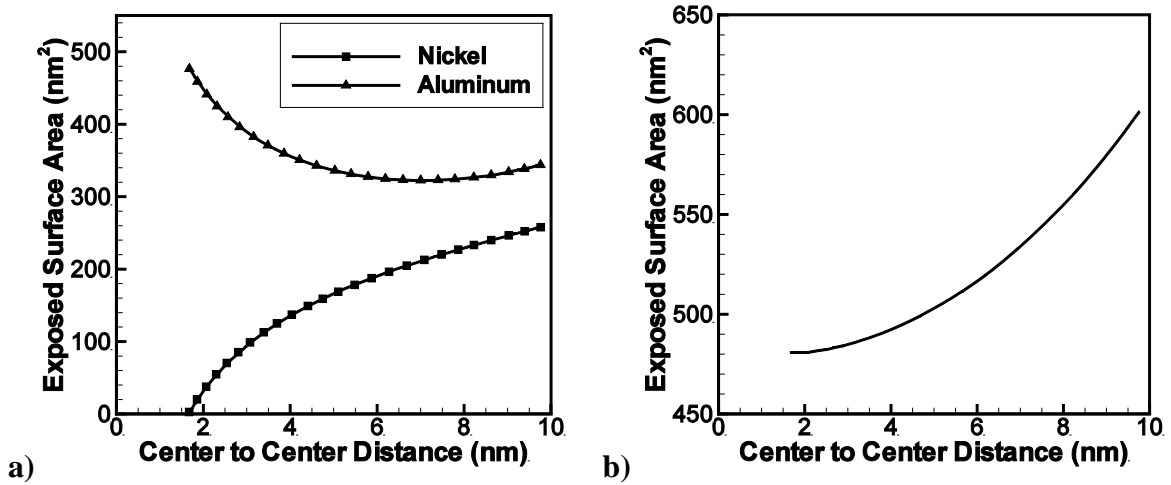 Exposed Surface Area (nm²)
500
400
300
200
100
0
Nickel
Aluminum
0 2 4 6 8 10
Center to Center Distance (nm)
a)
Exposed Surface Area (nm²)
650
600
550
500
450
0 2 4 6 8 10
Center to Center Distance (nm)
b)